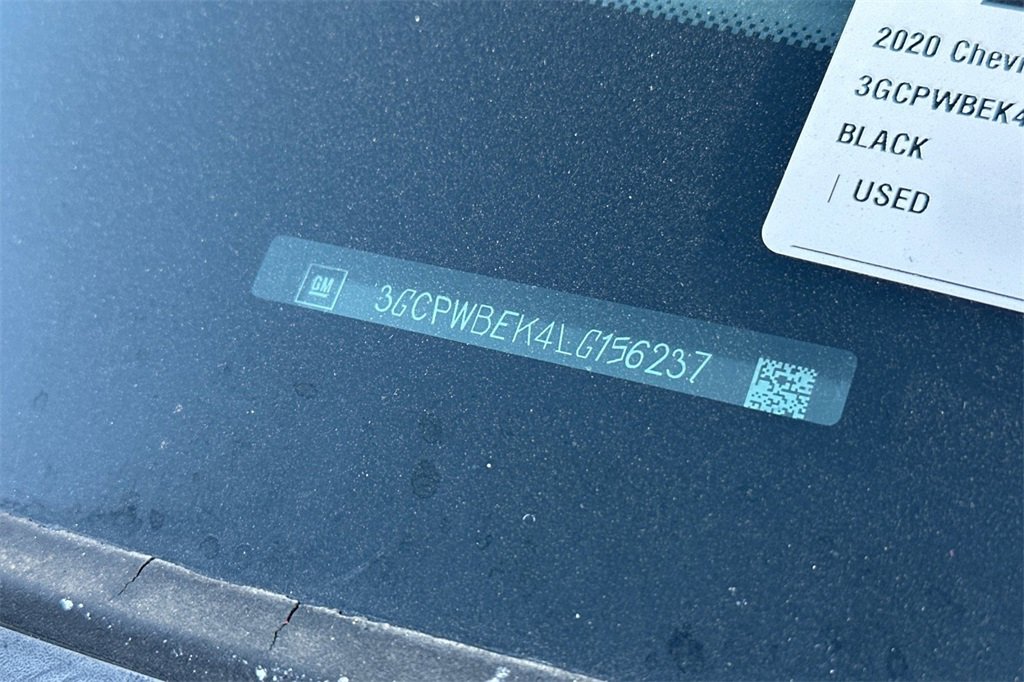 2020 Chevr
3GCPWBEK4
BLACK
| USED
GM
3GCPWBEK4LG156237